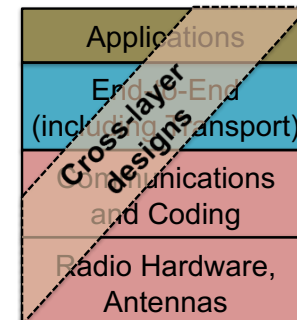 Applications
End-to-End
(including Transport)
Cross-layer
designs
Communications
and Coding
Radio Hardware,
Antennas